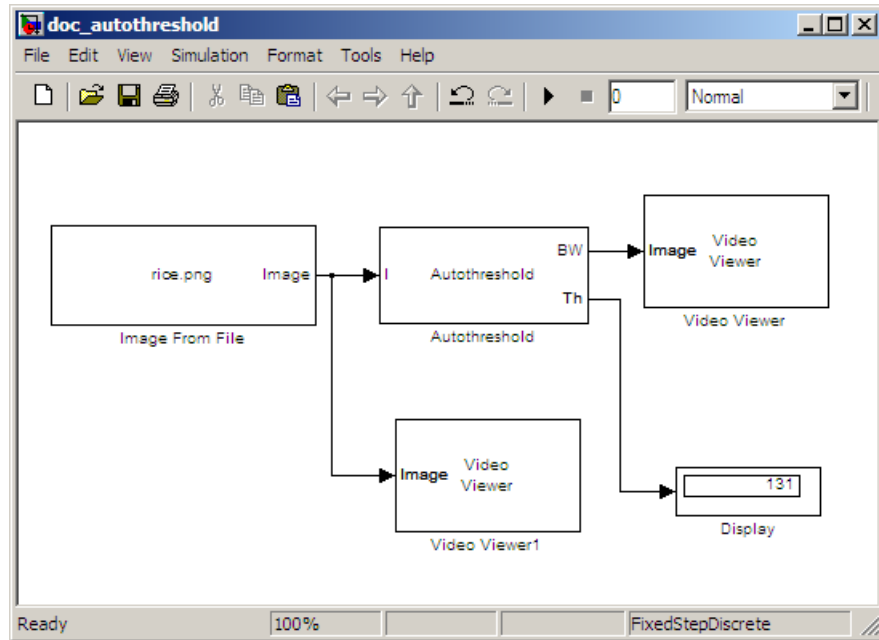 doc_autothreshold
File Edit View Simulation Format Tools Help
0 Normal
rice.png Image
Image From File
I Autothreshold BW Th
Autothreshold
Image Video Viewer
Video Viewer
Image Video Viewer
Video Viewer1
131
Display
Ready 100% FixedStepDiscrete